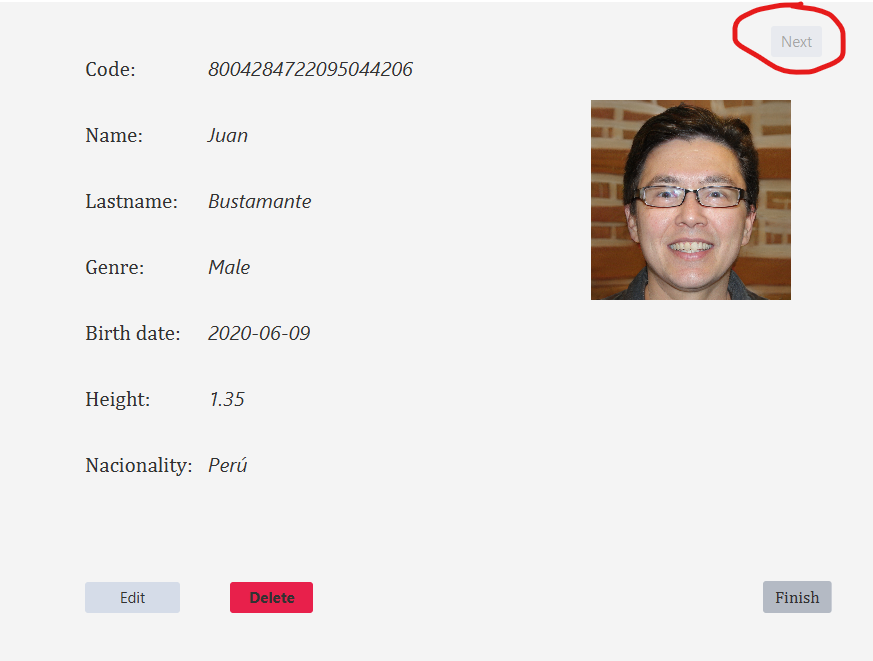 Next
Code: 8004284722095044206
Name: Juan
Lastname: Bustamante
Genre: Male
Birth date: 2020-06-09
Height: 1.35
Nacionality: Perú
Edit Delete Finish